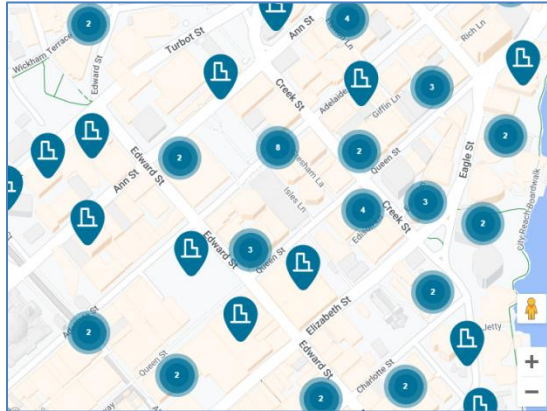 2
4
Wickham Terrace
Turbot St
Ann St
Rich Ln
Edward St
Creek St
Adelaide
3
Giffin Ln
Edward St
2
8
Gresham La
2
Queen St
Eagle St
2
Ann St
Isles Ln
4
Creek St
3
2
City Reach Boardwalk
Edward St
3
Queen St
Elizabeth St
2
2
Jetty
Queen St
2
Edward St
Charlotte St
2
2
+
−